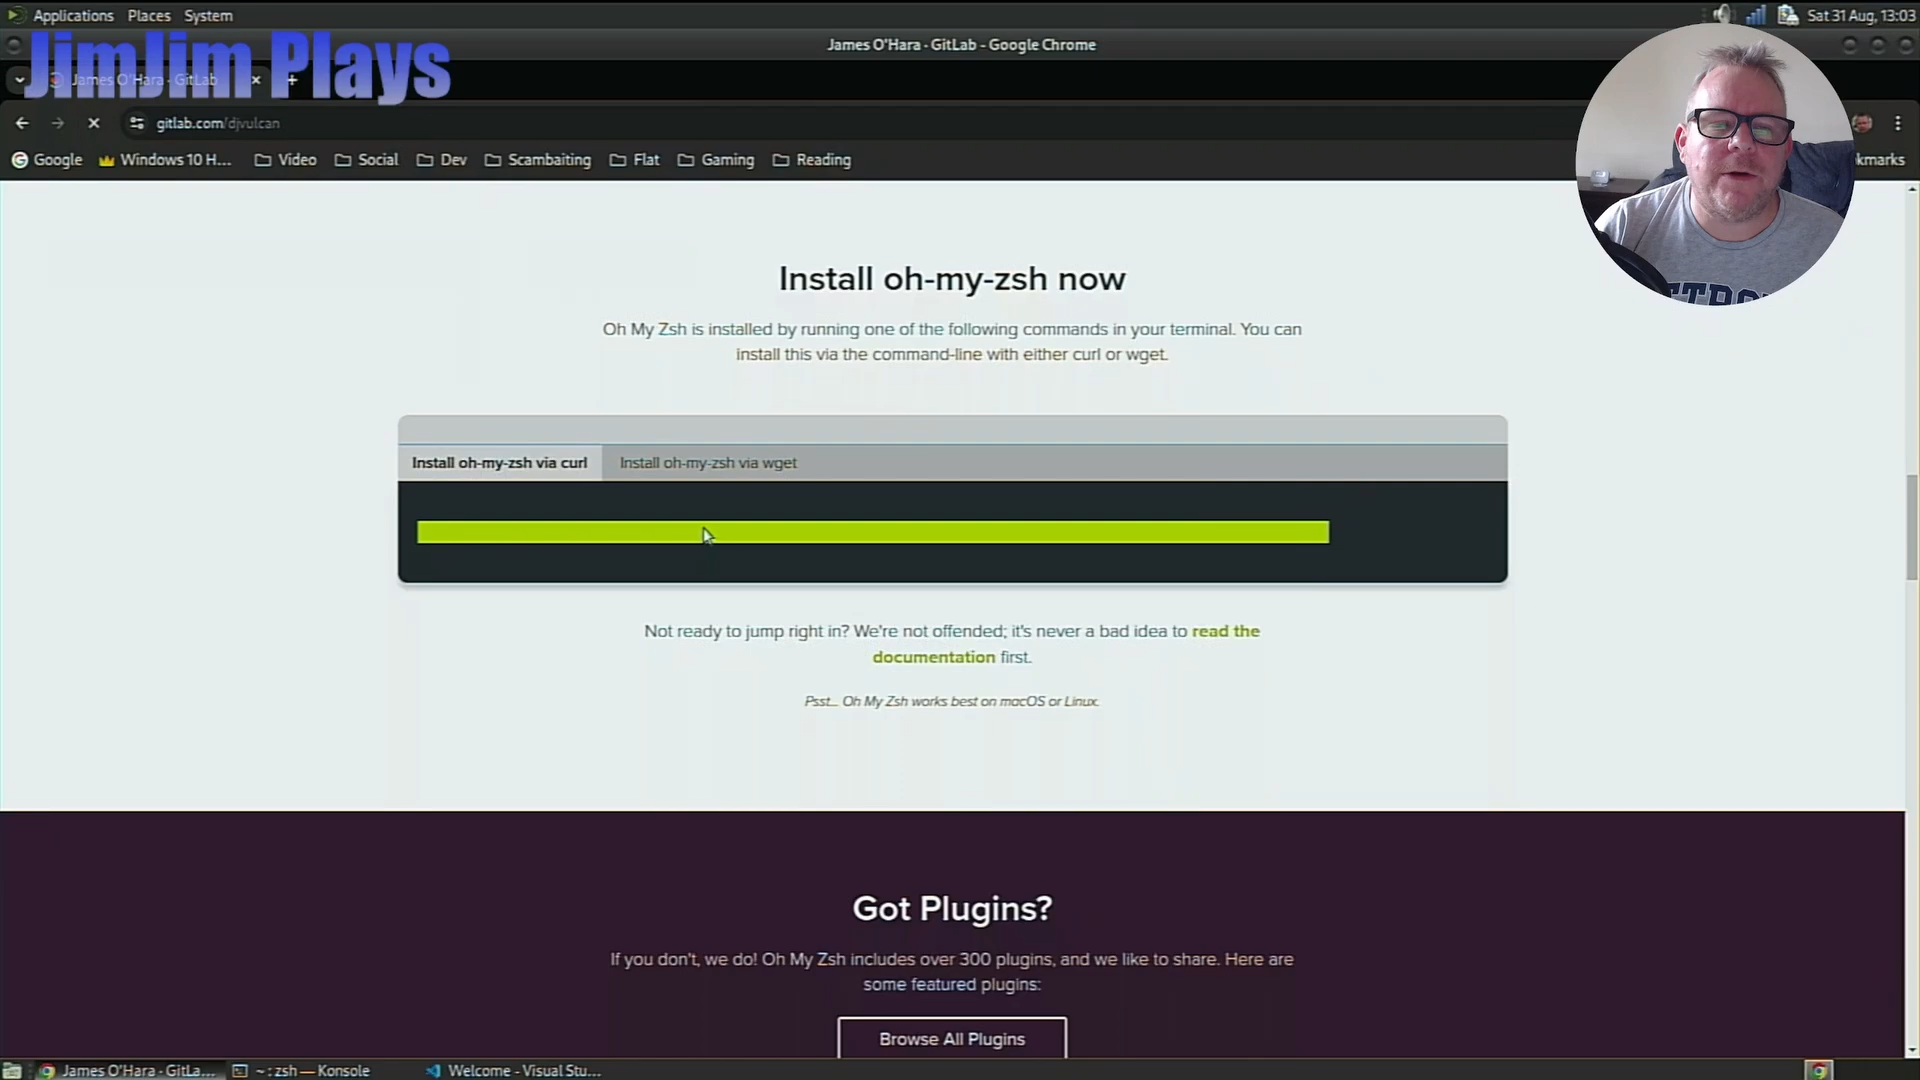 Applications Places System
Sat 31 Aug, 13:03
James O'Hara · GitLab - Google Chrome
JimJim Plays
James O'Hara · GitLab
gitlab.com/djvulcan
Google
Windows 10 H...
Video
Social
Dev
Scambaiting
Flat
Gaming
Reading
kmarks
Install oh-my-zsh now
Oh My Zsh is installed by running one of the following commands in your terminal. You can
install this via the command-line with either curl or wget.
Install oh-my-zsh via curl
Install oh-my-zsh via wget
Not ready to jump right in? We're not offended; it's never a bad idea to read the
documentation first.
Psst... Oh My Zsh works best on macOS or Linux.
Got Plugins?
If you don't, we do! Oh My Zsh includes over 300 plugins, and we like to share. Here are
some featured plugins:
Browse All Plugins
James O'Hara · GitLa...
~ : zsh — Konsole
Welcome - Visual Stu...